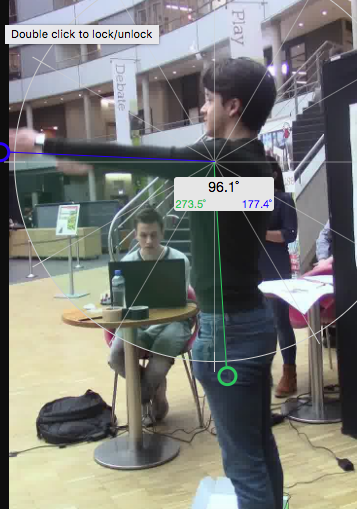 Double click to lock/unlock
Play
Debate
96.1°
273.5° 177.4°